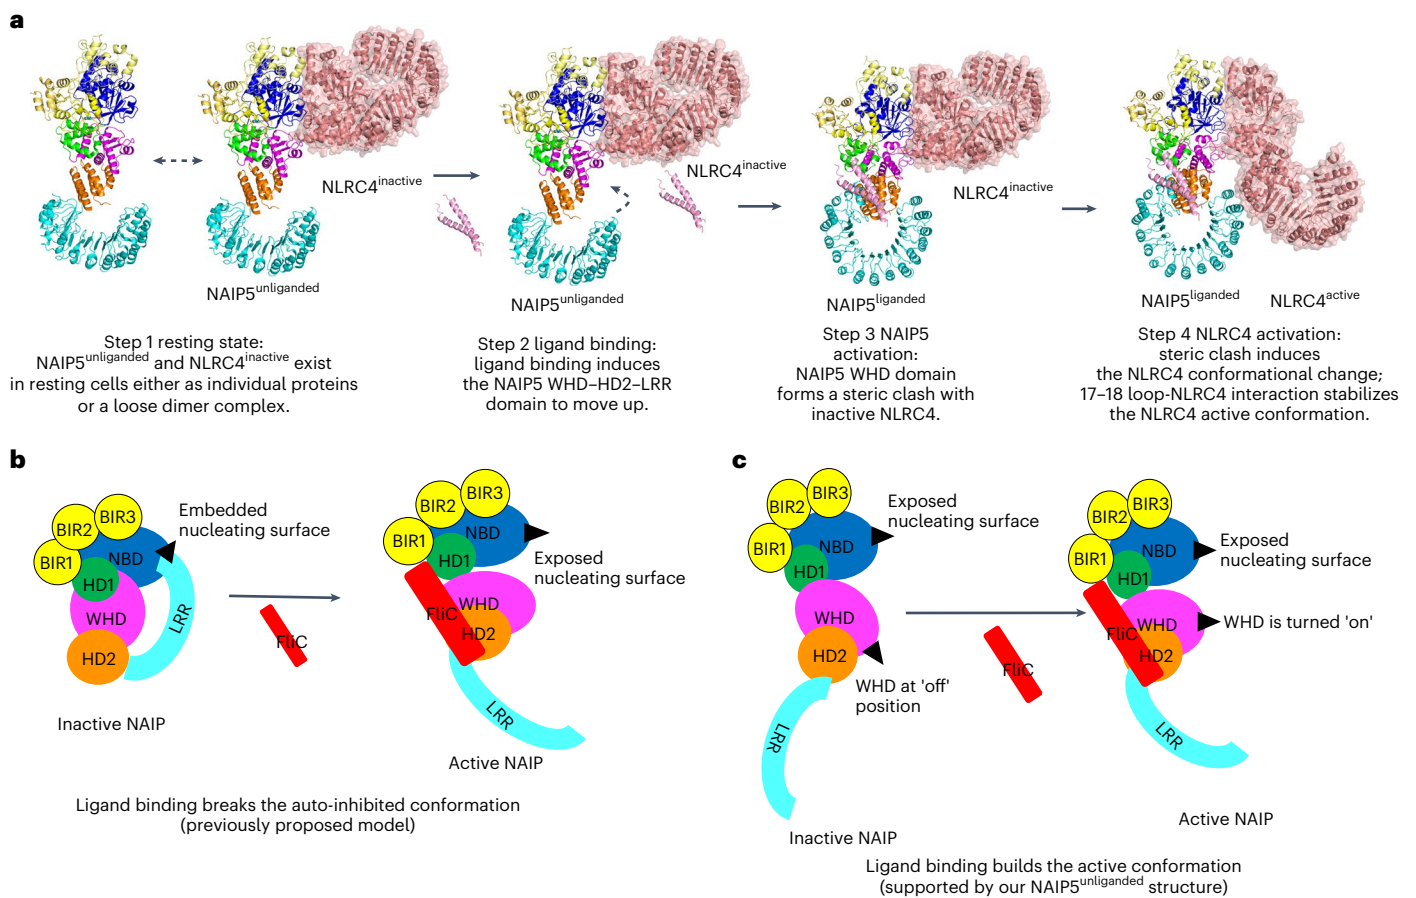 a
NLRC4inactive
NAIP5unliganded
Step 1 resting state:
NAIP5unliganded and NLRC4inactive exist
in resting cells either as individual proteins
or a loose dimer complex.
NLRC4inactive
NAIP5unliganded
Step 2 ligand binding:
ligand binding induces
the NAIP5 WHD–HD2–LRR
domain to move up.
NLRC4inactive
NAIP5liganded
Step 3 NAIP5
activation:
NAIP5 WHD domain
forms a steric clash with
inactive NLRC4.
NAIP5liganded
NLRC4active
Step 4 NLRC4 activation:
steric clash induces
the NLRC4 conformational change;
17–18 loop-NLRC4 interaction stabilizes
the NLRC4 active conformation.
b
BIR3
BIR2
BIR1
NBD
HD1
WHD
HD2
LRR
Embedded
nucleating surface
Inactive NAIP
FliC
BIR3
BIR2
BIR1
NBD
HD1
WHD
FliC
HD2
LRR
Exposed
nucleating surface
Active NAIP
Ligand binding breaks the auto-inhibited conformation
(previously proposed model)
c
BIR3
BIR2
BIR1
NBD
HD1
WHD
HD2
LRR
Exposed
nucleating surface
WHD at 'off'
position
Inactive NAIP
FliC
BIR3
BIR2
BIR1
NBD
HD1
WHD
FliC
HD2
LRR
Exposed
nucleating surface
WHD is turned 'on'
Active NAIP
Ligand binding builds the active conformation
(supported by our NAIP5unliganded structure)